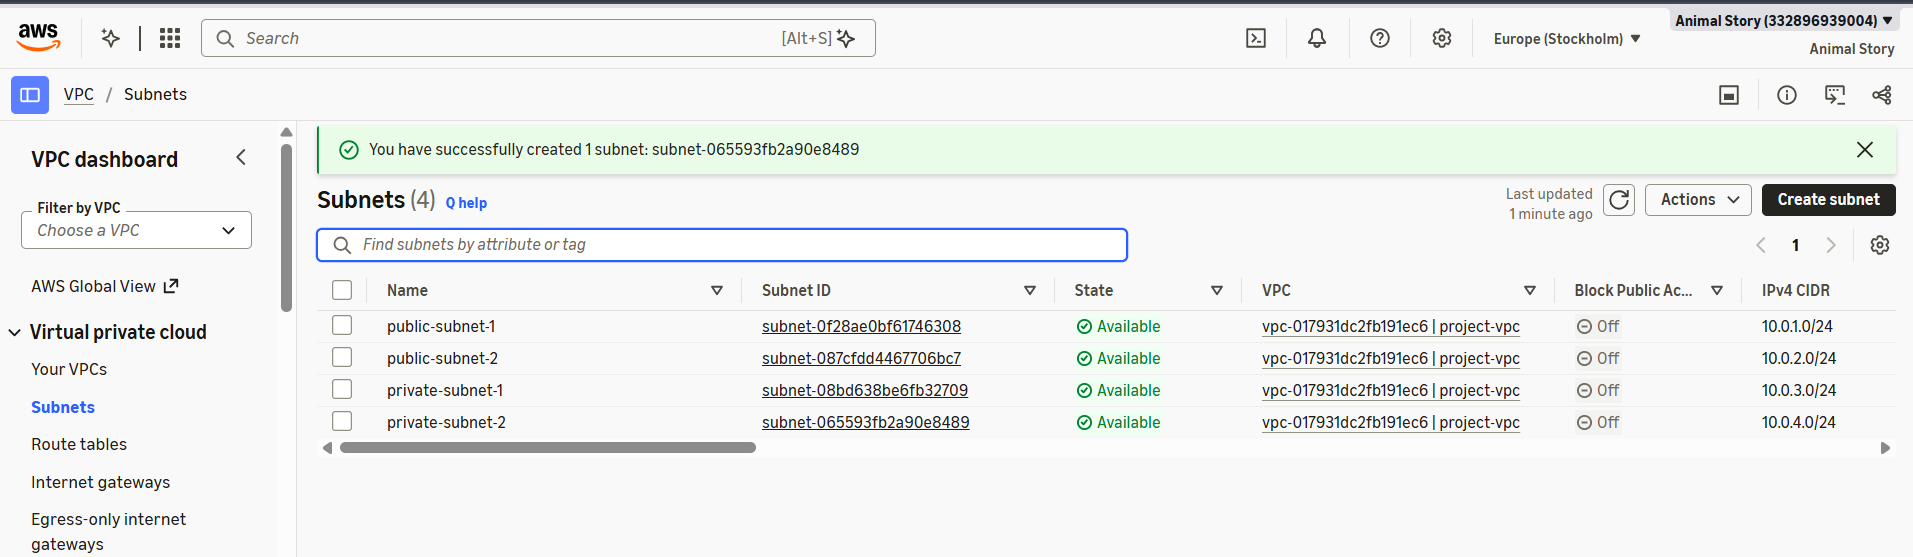 aws
Search [Alt+S]
Europe (Stockholm)
Animal Story (332896939004)
Animal Story
VPC / Subnets
VPC dashboard
Filter by VPC
Choose a VPC
AWS Global View
Virtual private cloud
Your VPCs
Subnets
Route tables
Internet gateways
Egress-only internet
gateways
You have successfully created 1 subnet: subnet-065593fb2a90e8489
Subnets (4) Q help
Last updated
1 minute ago
Actions
Create subnet
Find subnets by attribute or tag
1
Name Subnet ID State VPC Block Public Ac... IPv4 CIDR
public-subnet-1 subnet-0f28ae0bf61746308 Available vpc-017931dc2fb191ec6 | project-vpc Off 10.0.1.0/24
public-subnet-2 subnet-087cfdd4467706bc7 Available vpc-017931dc2fb191ec6 | project-vpc Off 10.0.2.0/24
private-subnet-1 subnet-08bd638be6fb32709 Available vpc-017931dc2fb191ec6 | project-vpc Off 10.0.3.0/24
private-subnet-2 subnet-065593fb2a90e8489 Available vpc-017931dc2fb191ec6 | project-vpc Off 10.0.4.0/24